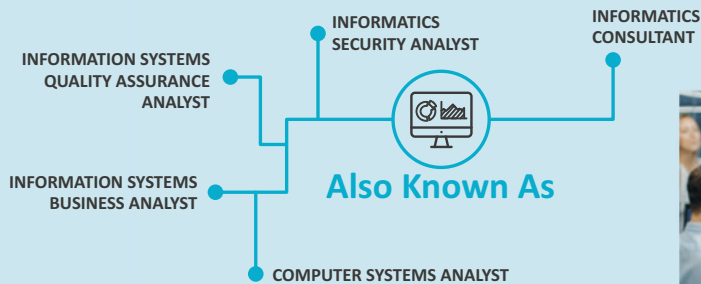 INFORMATICS
SECURITY ANALYST
INFORMATICS
CONSULTANT
INFORMATION SYSTEMS
QUALITY ASSURANCE
ANALYST
INFORMATION SYSTEMS
BUSINESS ANALYST
Also Known As
COMPUTER SYSTEMS ANALYST